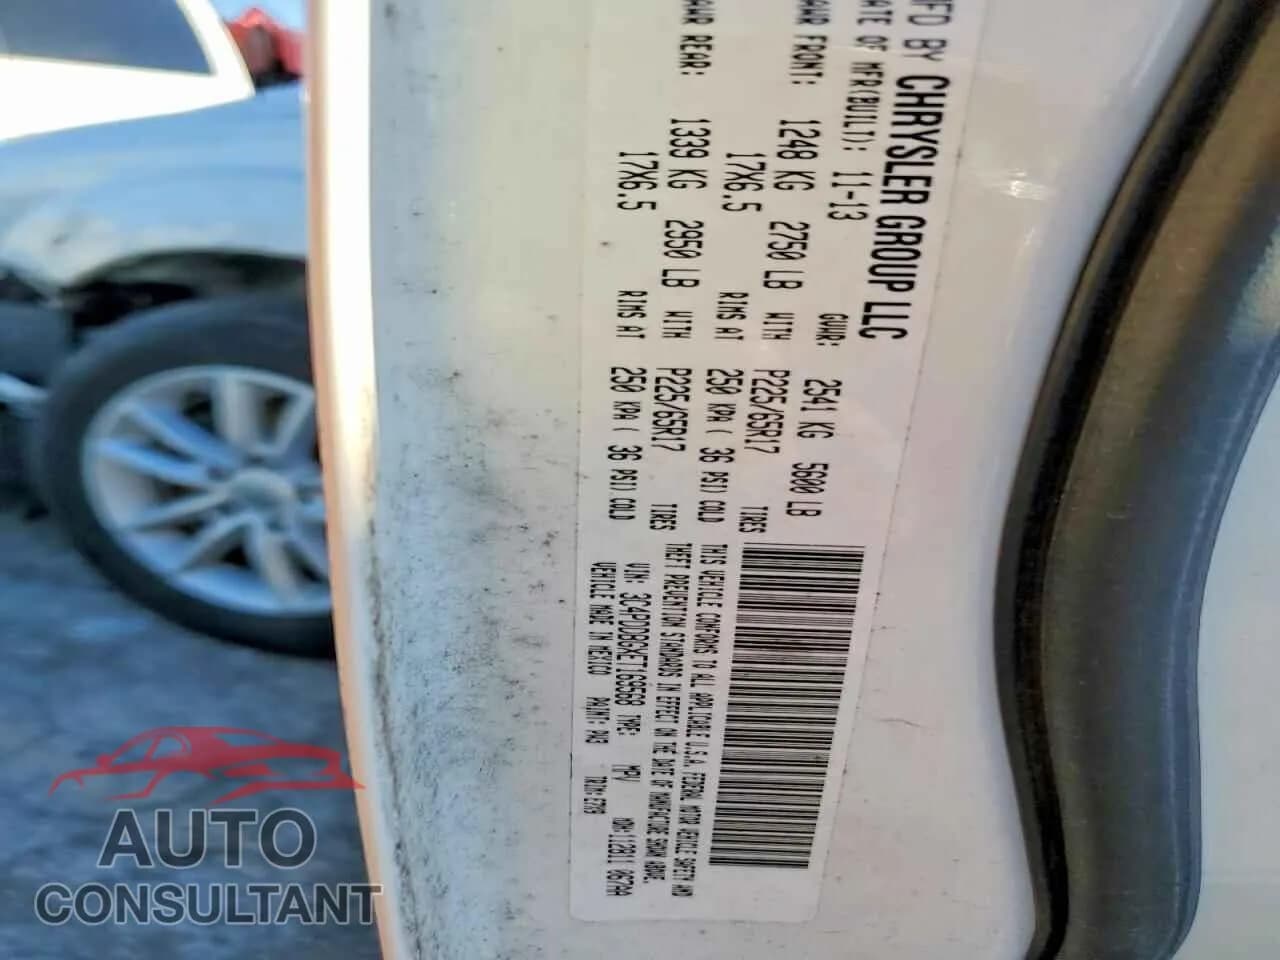 MFD BY CHRYSLER GROUP LLC
DATE OF MFR(BUILT): 11-13 GVWR: 2541 KG 5600 LB
GAWR FRONT: 1248 KG 2750 LB WITH P225/65R17 TIRES
17X6.5 RIMS AT 250 KPA ( 36 PSI) COLD
GAWR REAR: 1339 KG 2950 LB WITH P225/65R17 TIRES
17X6.5 RIMS AT 250 KPA ( 36 PSI) COLD
THIS VEHICLE CONFORMS TO ALL APPLICABLE U.S.A. FEDERAL MOTOR VEHICLE SAFETY AND
THEFT PREVENTION STANDARDS IN EFFECT ON THE DATE OF MANUFACTURE SHOWN ABOVE.
VIN: TYPE: MPV
VEHICLE MADE IN MEXICO PAINT: TRIM:
AUTO
CONSULTANT